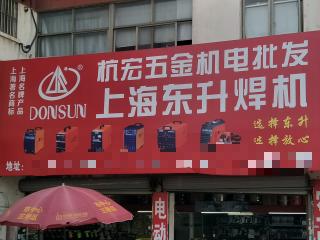 上海名牌产品
上海著名商标
DONSUN
杭宏五金机电批发
上海东升焊机
选择东升
选择放心
地址:
电动